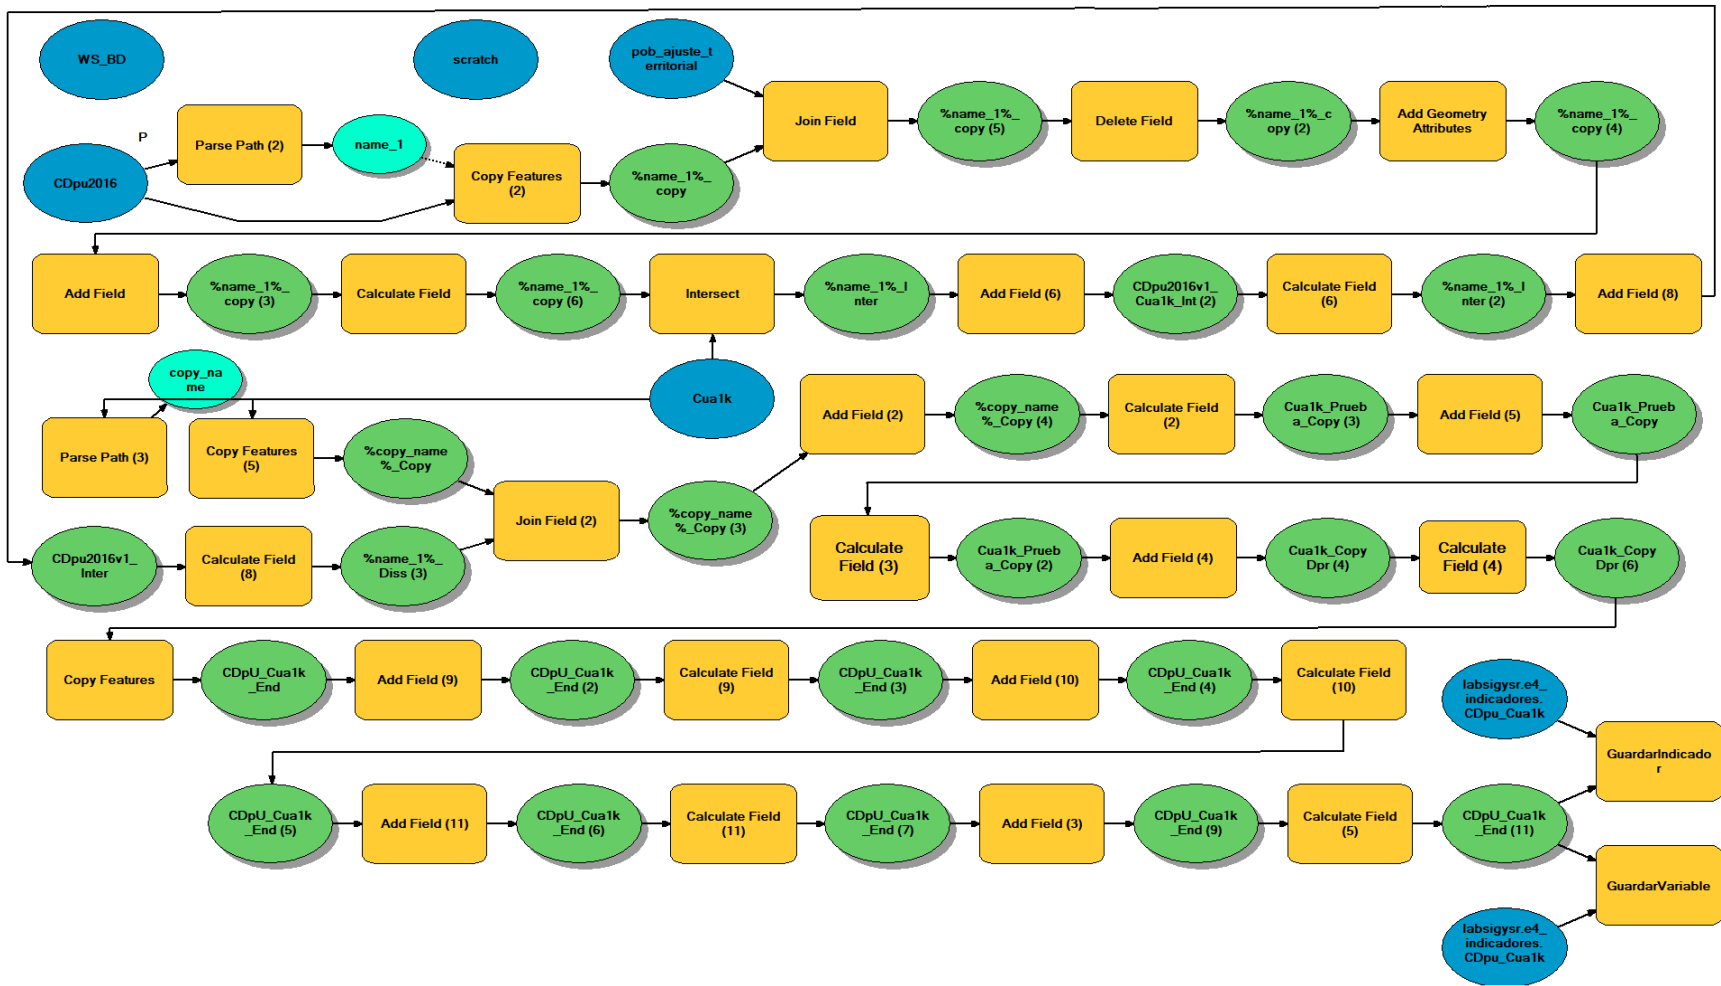 WS_BD
scratch
pob_ajuste_t
erritorial
Join Field
%name_1%_
copy (5)
Delete Field
%name_1%_c
opy (2)
Add Geometry
Attributes
%name_1%_
copy (4)
P
Parse Path (2)
name_1
CDpu2016
Copy Features
(2)
%name_1%_
copy
Add Field
%name_1%_
copy (3)
Calculate Field
%name_1%_
copy (6)
Intersect
%name_1%_I
nter
Add Field (6)
CDpu2016v1_
Cua1k_Int (2)
Calculate Field
(6)
%name_1%_I
nter (2)
Add Field (8)
copy_na
me
Cua1k
Add Field (2)
%copy_name
%_Copy (4)
Calculate Field
(2)
Cua1k_Prueb
a_Copy (3)
Add Field (5)
Cua1k_Prueb
a_Copy
Parse Path (3)
Copy Features
(5)
%copy_name
%_Copy
Join Field (2)
%copy_name
%_Copy (3)
CDpu2016v1_
Inter
Calculate Field
(8)
%name_1%_
Diss (3)
Calculate
Field (3)
Cua1k_Prueb
a_Copy (2)
Add Field (4)
Cua1k_Copy
Dpr (4)
Calculate
Field (4)
Cua1k_Copy
Dpr (6)
Copy Features
CDpU_Cua1k
_End
Add Field (9)
CDpU_Cua1k
_End (2)
Calculate Field
(9)
CDpU_Cua1k
_End (3)
Add Field (10)
CDpU_Cua1k
_End (4)
Calculate Field
(10)
labsigysr.e4_
indicadores.
CDpu_Cua1k
GuardarIndicado
r
CDpU_Cua1k
_End (5)
Add Field (11)
CDpU_Cua1k
_End (6)
Calculate Field
(11)
CDpU_Cua1k
_End (7)
Add Field (3)
CDpU_Cua1k
_End (9)
Calculate Field
(5)
CDpU_Cua1k
_End (11)
GuardarVariable
labsigysr.e4_
indicadores.
CDpu_Cua1k